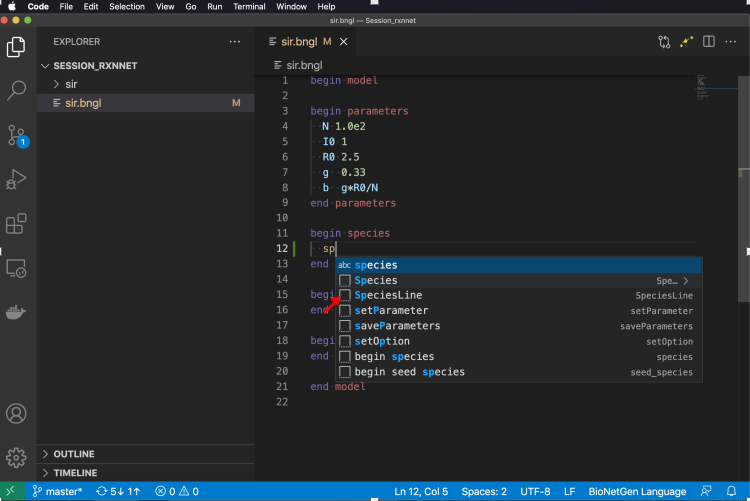 Code File Edit Selection View Go Run Terminal Window Help
sir.bngl — Session_rxnnet
EXPLORER ···
sir.bngl M
SESSION_RXNNET
sir
sir.bngl M
sir.bngl
1 begin model
2
3 begin parameters
4 N 1.0e2
5 I0 1
6 R0 2.5
7 g 0.33
8 b g*R0/N
9 end parameters
10
11 begin species
12 sp
13 end
14
15 begi
16 end
17
18 begi
19 end
20
21 end model
22
abc species
Species Spe...
SpeciesLine SpeciesLine
setParameter setParameter
saveParameters saveParameters
setOption setOption
begin species species
begin seed species seed_species
1
OUTLINE
TIMELINE
master* 5↓ 1↑ 0 0 Ln 12, Col 5 Spaces: 2 UTF-8 LF BioNetGen Language